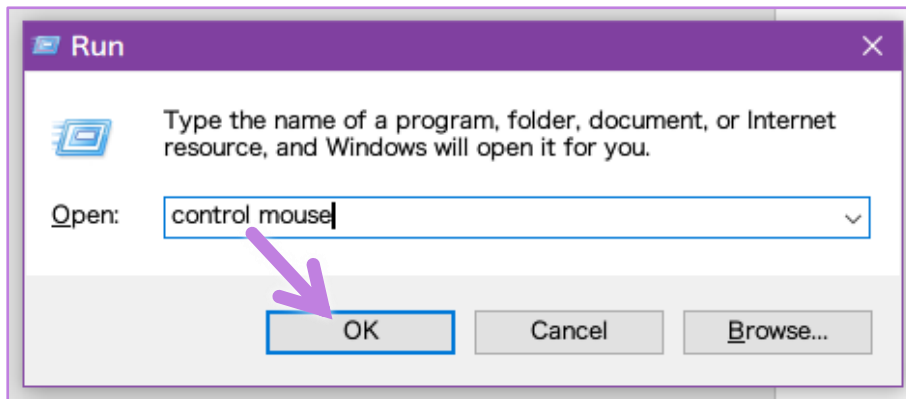 Run
Type the name of a program, folder, document, or Internet
resource, and Windows will open it for you.
Open: control mouse
OK Cancel Browse...